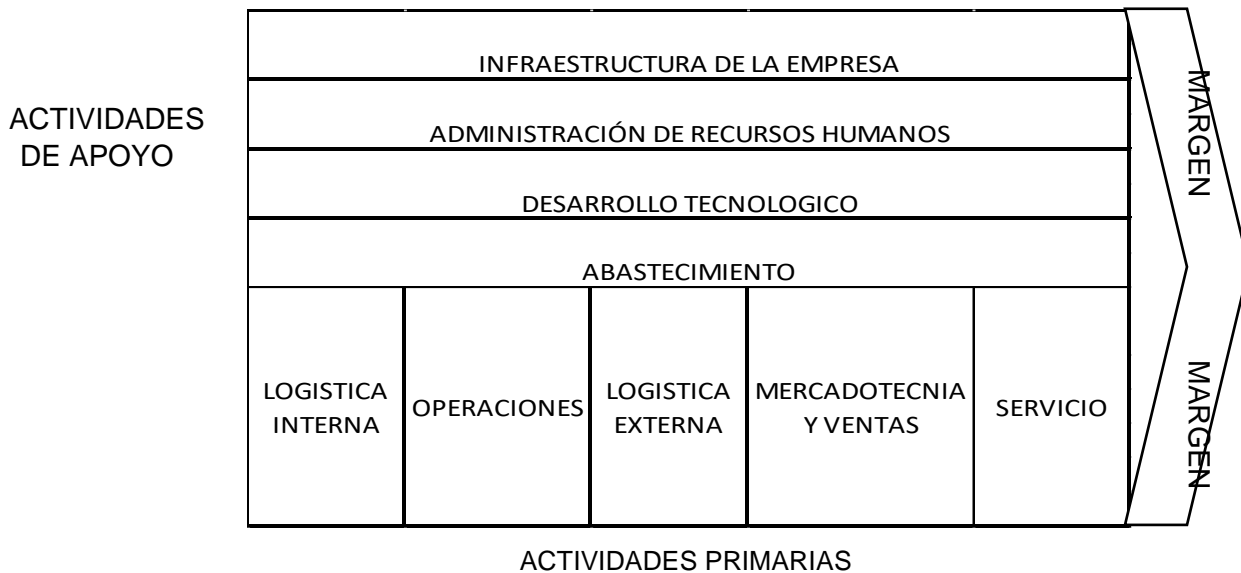 INFRAESTRUCTURA DE LA EMPRESA
ACTIVIDADES
DE APOYO
ADMINISTRACIÓN DE RECURSOS HUMANOS
DESARROLLO TECNOLOGICO
ABASTECIMIENTO
MARGEN
LOGISTICA
INTERNA
OPERACIONES
LOGISTICA
EXTERNA
MERCADOTECNIA
Y VENTAS
SERVICIO
MARGEN
ACTIVIDADES PRIMARIAS